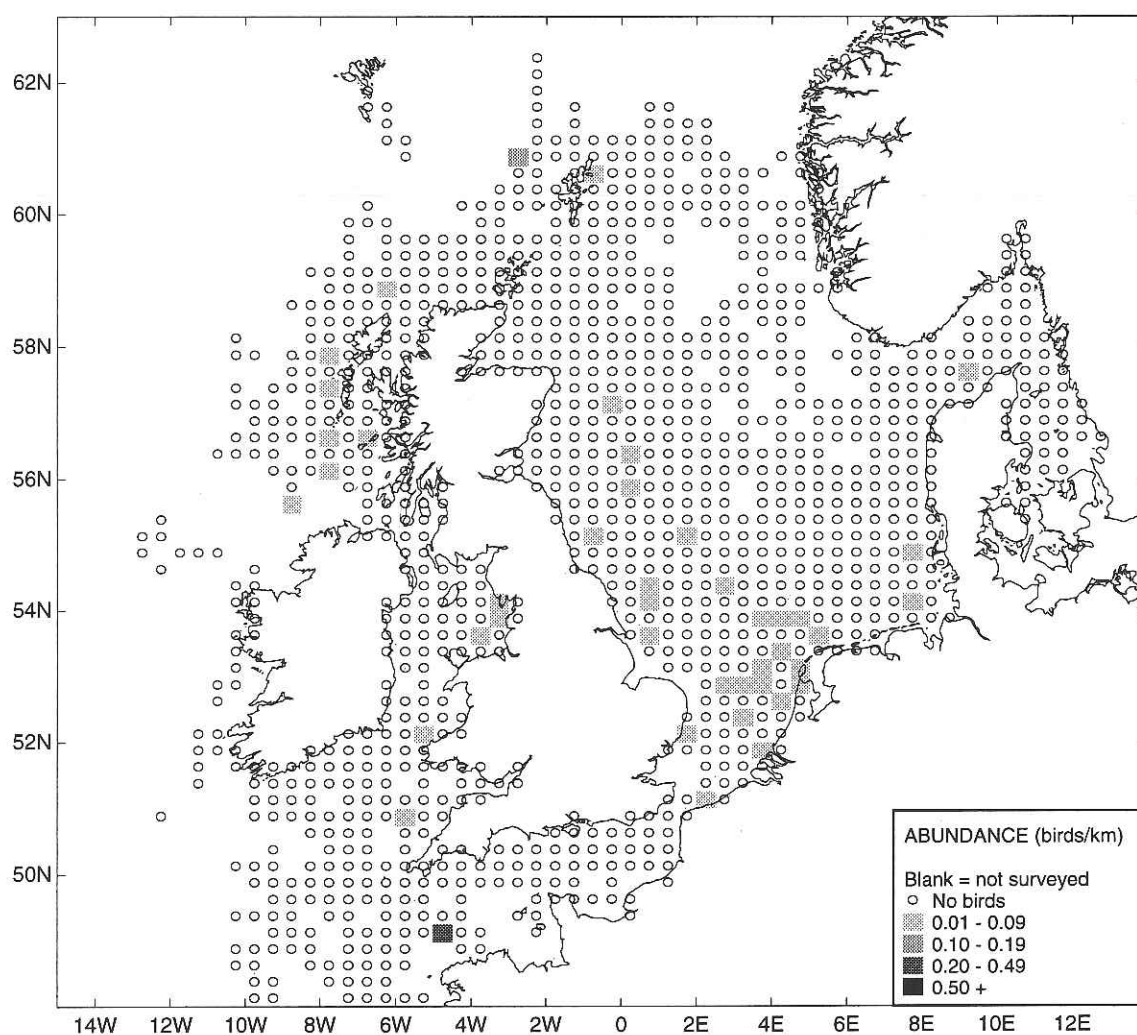 62N
60N
58N
56N
54N
52N
50N
14W 12W 10W 8W 6W 4W 2W 0 2E 4E 6E 8E 10E 12E
ABUNDANCE (birds/km)
Blank = not surveyed
No birds
0.01 - 0.09
0.10 - 0.19
0.20 - 0.49
0.50 +